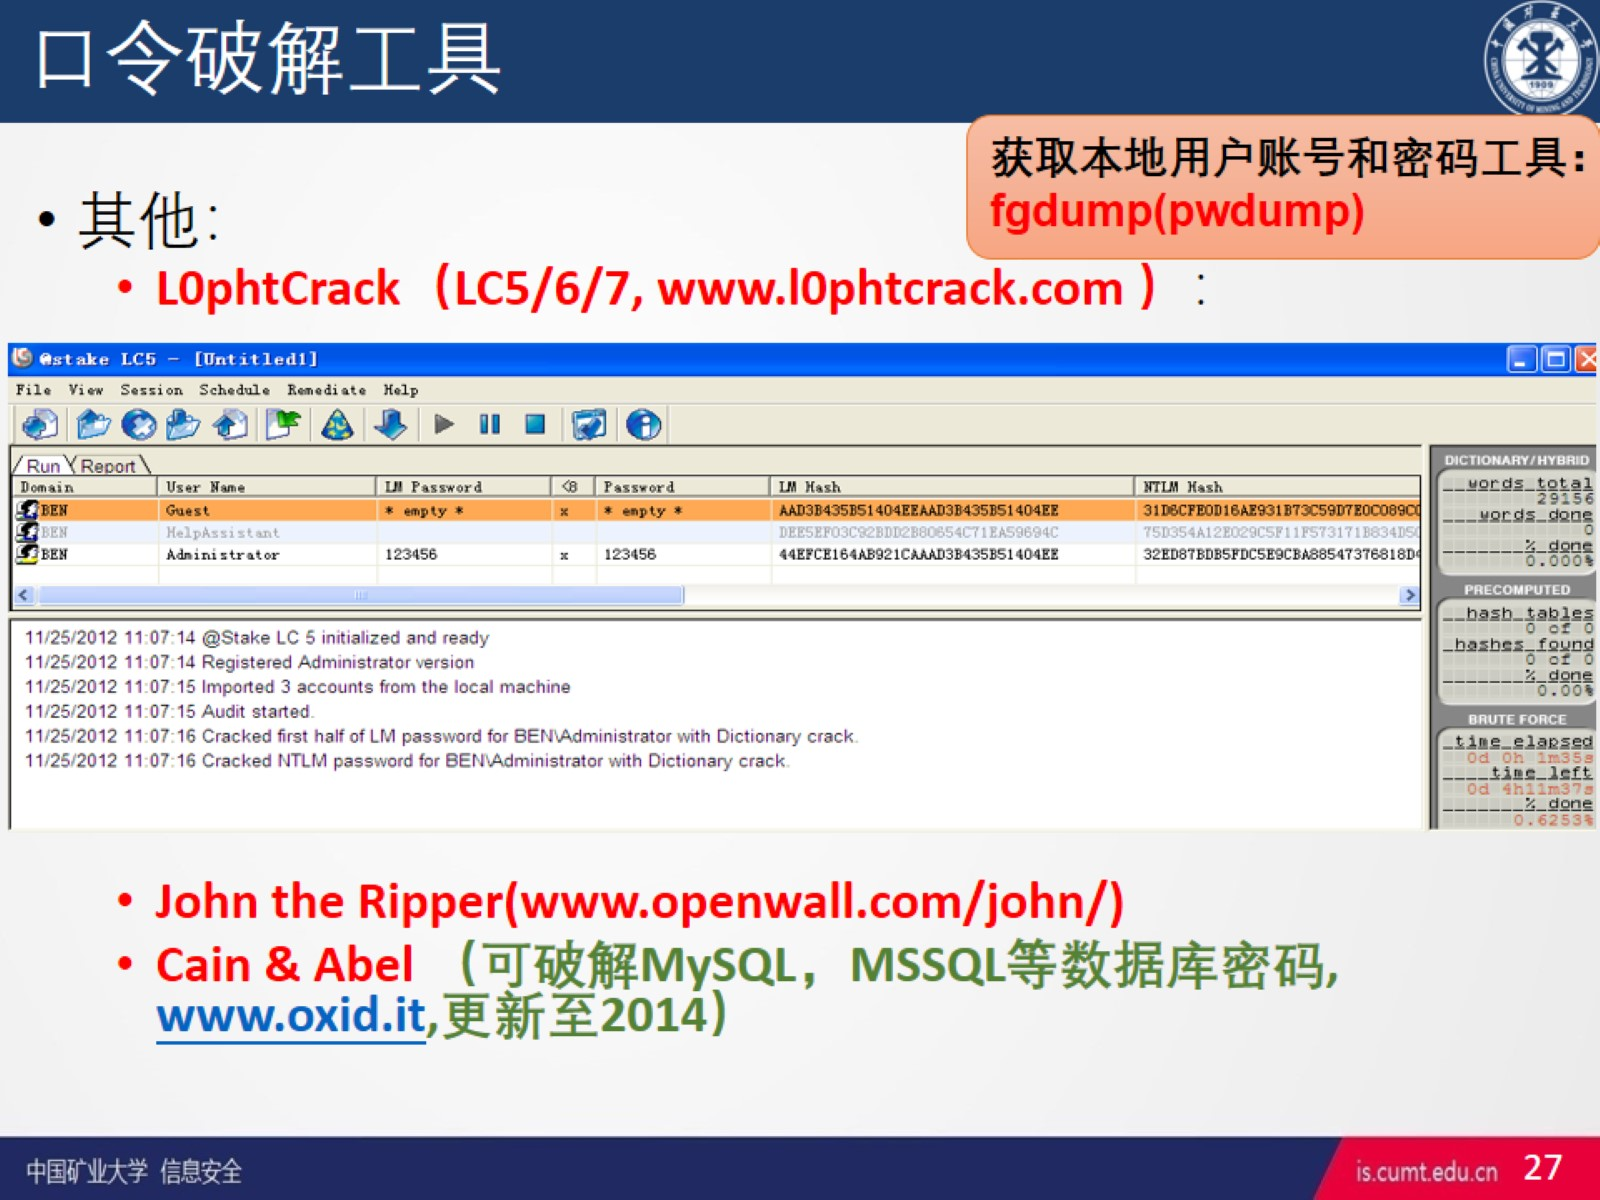 口令破解工具
获取本地用户账号和密码工具：
fgdump(pwdump)
• 其他：
• L0phtCrack（LC5/6/7, www.l0phtcrack.com ）：
@stake LC5 - [Untitled1]
File View Session Schedule Remediate Help
Run Report
Domain User Name LM Password <8 Password LM Hash NTLM Hash
BEN Guest * empty * x * empty * AAD3B435B51404EEAAD3B435B51404EE 31D6CFE0D16AE931B73C59D7E0C089C0
BEN HelpAssistant DEE5EF03C92BDD2B80654C71EA59694C 75D354A12E029C5F11F573171B834D50
BEN Administrator 123456 x 123456 44EFCE164AB921CAAAD3B435B51404EE 32ED87BDB5FDC5E9CBA88547376818D4
11/25/2012 11:07:14 @Stake LC 5 initialized and ready
11/25/2012 11:07:14 Registered Administrator version
11/25/2012 11:07:15 Imported 3 accounts from the local machine
11/25/2012 11:07:15 Audit started.
11/25/2012 11:07:16 Cracked first half of LM password for BEN\Administrator with Dictionary crack.
11/25/2012 11:07:16 Cracked NTLM password for BEN\Administrator with Dictionary crack.
DICTIONARY/HYBRID
words total
29156
words done
0
% done
0.000%
PRECOMPUTED
hash tables
0 of 0
hashes found
0 of 0
% done
0.00%
BRUTE FORCE
time elapsed
0d 0h 1m35s
time left
0d 4h11m37s
% done
0.6253%
• John the Ripper(www.openwall.com/john/)
• Cain & Abel （可破解MySQL，MSSQL等数据库密码,
www.oxid.it,更新至2014）
中国矿业大学 信息安全
is.cumt.edu.cn 27